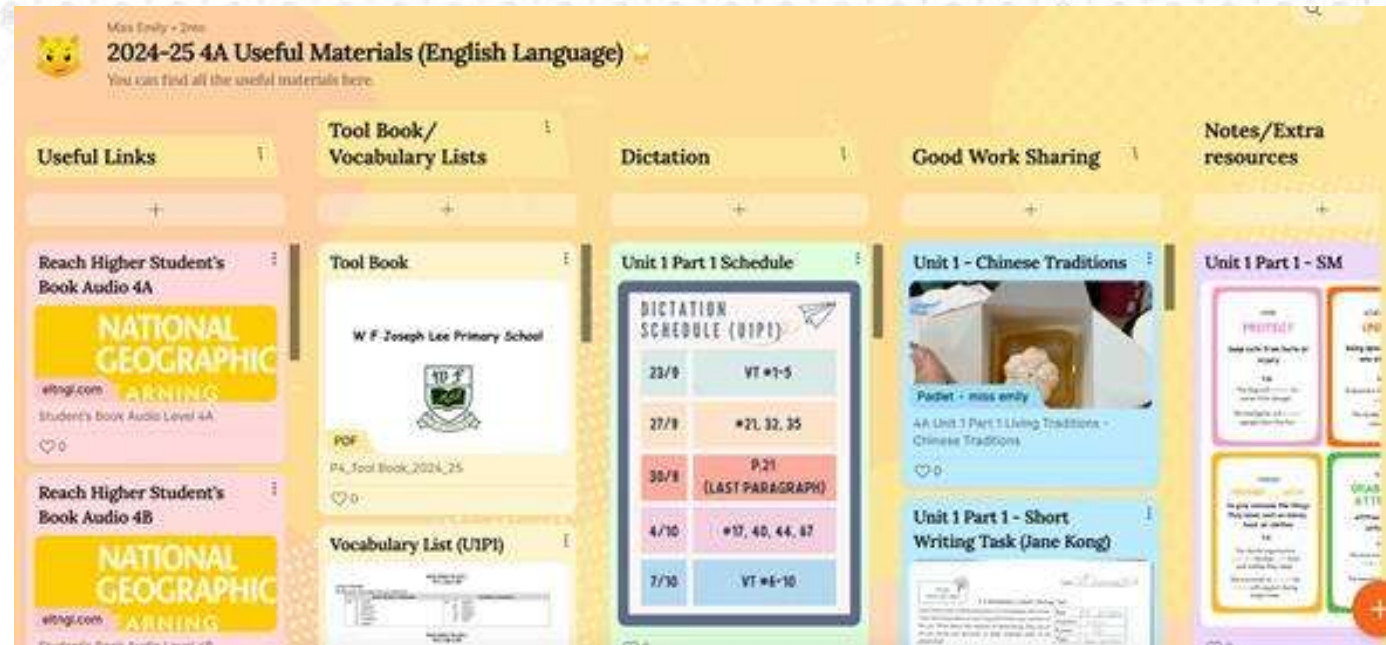 Miss Emily • 2mo
2024-25 4A Useful Materials (English Language)
You can find all the useful materials here.
Useful Links
Reach Higher Student's
Book Audio 4A
NATIONAL
GEOGRAPHIC
ARNING
eltngl.com
Student's Book Audio Level 4A
0
Reach Higher Student's
Book Audio 4B
NATIONAL
GEOGRAPHIC
ARNING
eltngl.com
Tool Book/
Vocabulary Lists
Tool Book
W F Joseph Lee Primary School
PDF
P4_Tool Book_2024_25
0
Vocabulary List (U1P1)
Dictation
Unit 1 Part 1 Schedule
DICTATION
SCHEDULE (U1P1)
23/9 VT #1-5
27/9 #21, 32, 35
30/9 P.21
(LAST PARAGRAPH)
4/10 #17, 40, 44, 67
7/10 VT #6-10
Good Work Sharing
Unit 1 - Chinese Traditions
Padlet - miss emily
4A Unit 1 Part 1 Living Traditions -
Chinese Traditions
0
Unit 1 Part 1 - Short
Writing Task (Jane Kong)
Notes/Extra
resources
Unit 1 Part 1 - SM
PROTECT